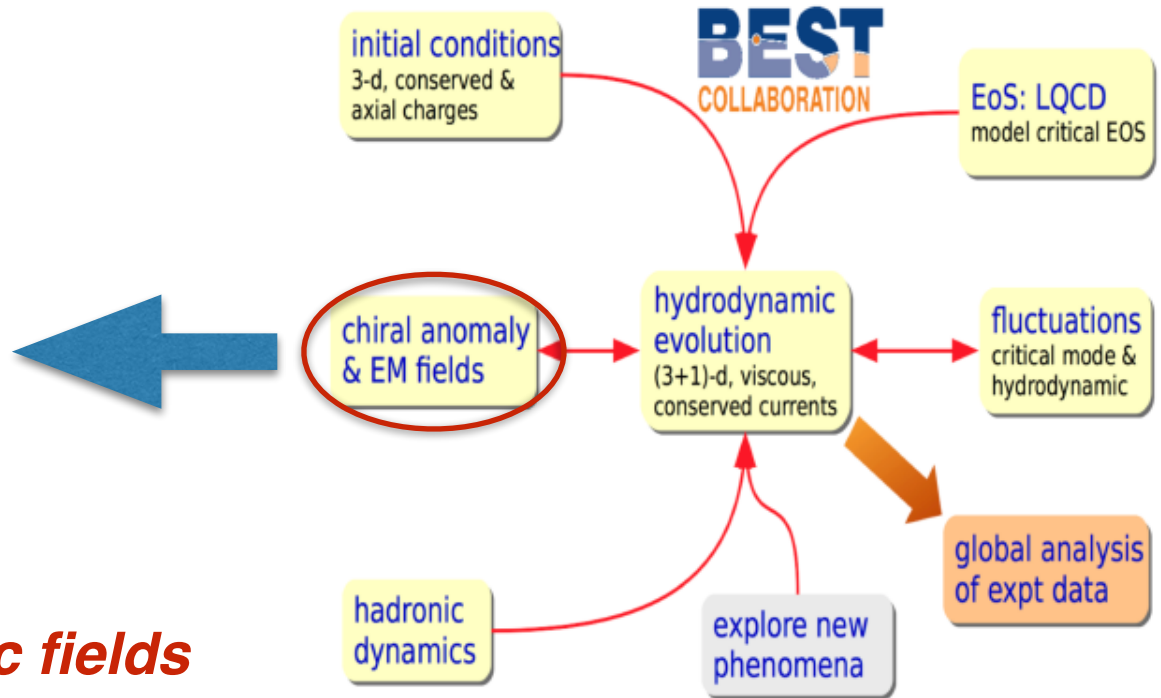 initial conditions
3-d, conserved &
axial charges
BEST
COLLABORATION
EoS: LQCD
model critical EOS
chiral anomaly
& EM fields
hydrodynamic
evolution
(3+1)-d, viscous,
conserved currents
fluctuations
critical mode &
hydrodynamic
global analysis
of expt data
hadronic
dynamics
explore new
phenomena
c fields